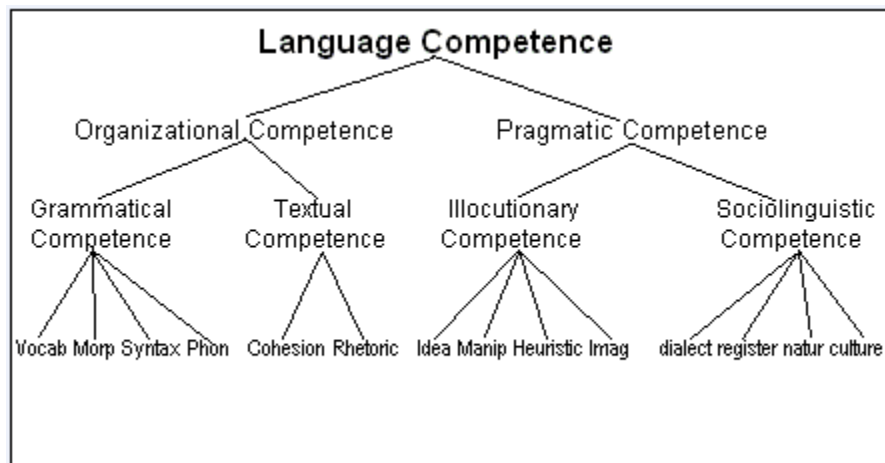 Language Competence
Organizational Competence Pragmatic Competence
Grammatical Textual Illocutionary Sociolinguistic
Competence Competence Competence Competence
Vocab Morp Syntax Phon Cohesion Rhetoric Idea Manip Heuristic Imag dialect register natur culture